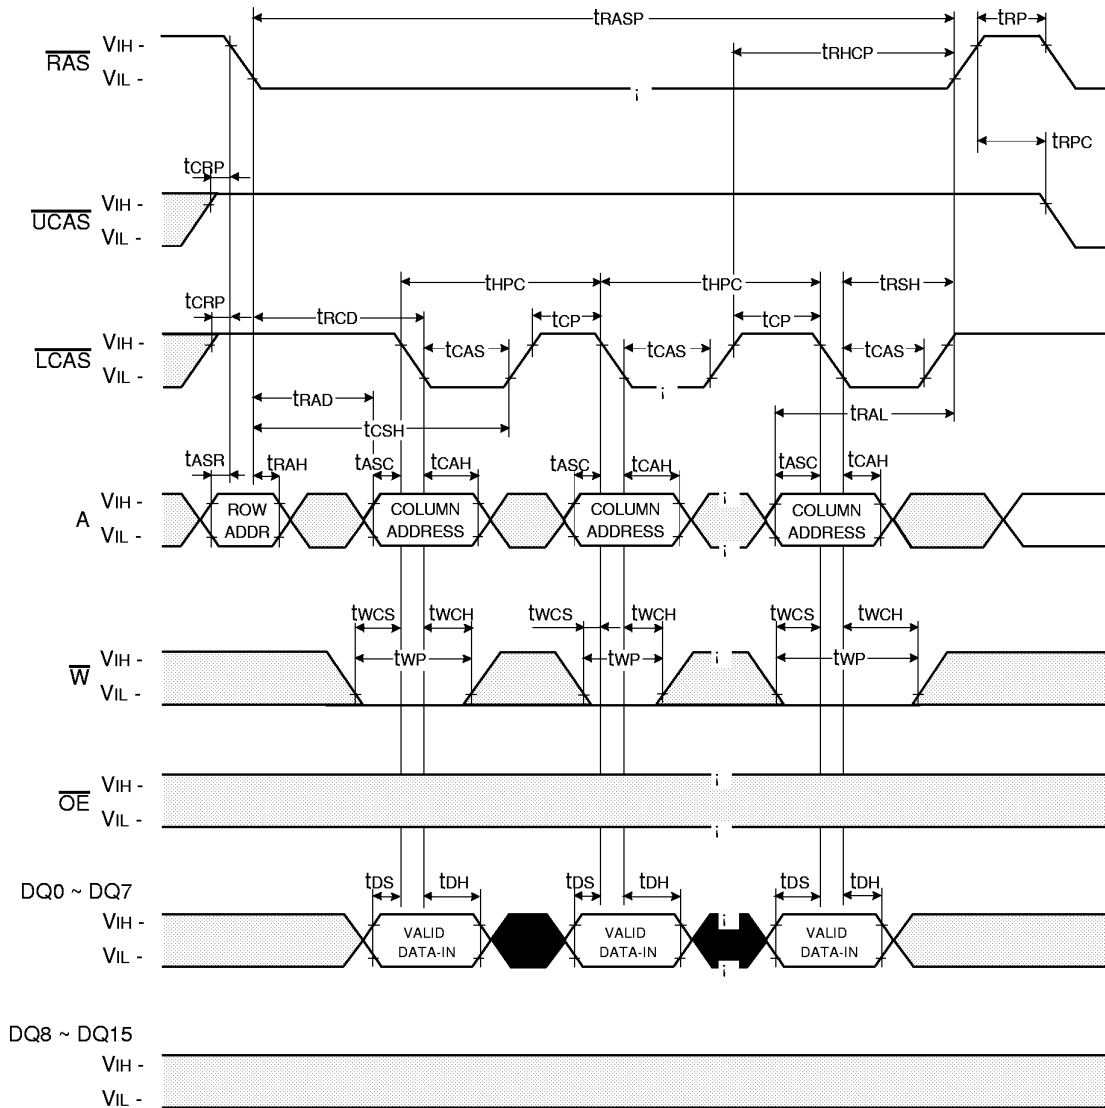 tRASP tRP
RAS VIH - tRHCP
VIL -
tRPC
tCRP
UCAS VIH -
VIL -
tHPC tHPC tRSH
tCRP tRCD tCP tCP
LCAS VIH - tCAS tCAS tCAS
VIL -
tRAD tRAL
tCSH
tASR tRAH tASC tCAH tASC tCAH tASC tCAH
A VIH - ROW COLUMN COLUMN COLUMN
VIL - ADDR ADDRESS ADDRESS ADDRESS
tWCS tWCH tWCS tWCH tWCS tWCH
W VIH - tWP tWP tWP
VIL -
OE VIH -
VIL -
DQ0 ~ DQ7 tDS tDH tDS tDH tDS tDH
VIH - VALID VALID VALID
VIL - DATA-IN DATA-IN DATA-IN
DQ8 ~ DQ15
VIH -
VIL -